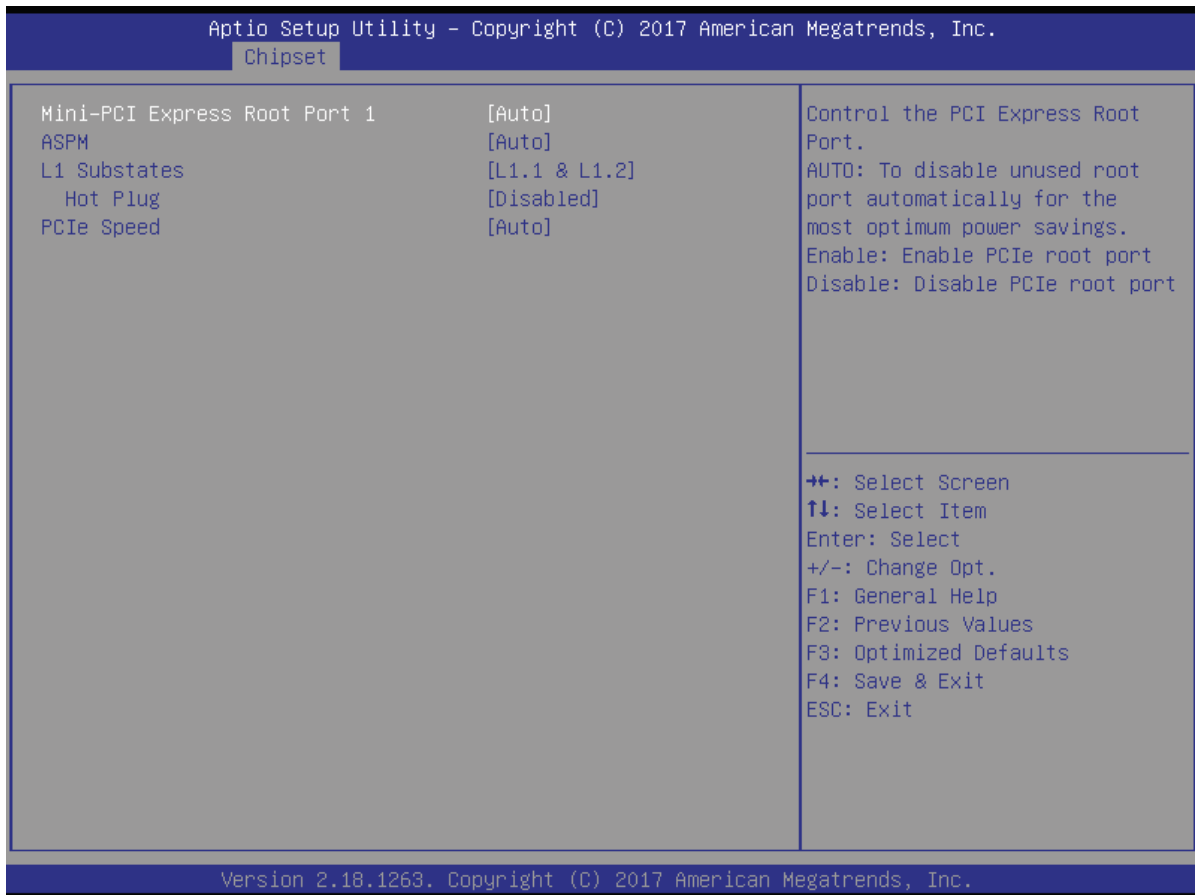 Aptio Setup Utility – Copyright (C) 2017 American Megatrends, Inc.
Chipset
Mini-PCI Express Root Port 1 [Auto]
ASPM [Auto]
L1 Substates [L1.1 & L1.2]
Hot Plug [Disabled]
PCIe Speed [Auto]
Control the PCI Express Root
Port.
AUTO: To disable unused root
port automatically for the
most optimum power savings.
Enable: Enable PCIe root port
Disable: Disable PCIe root port
→←: Select Screen
↑↓: Select Item
Enter: Select
+/-: Change Opt.
F1: General Help
F2: Previous Values
F3: Optimized Defaults
F4: Save & Exit
ESC: Exit
Version 2.18.1263. Copyright (C) 2017 American Megatrends, Inc.